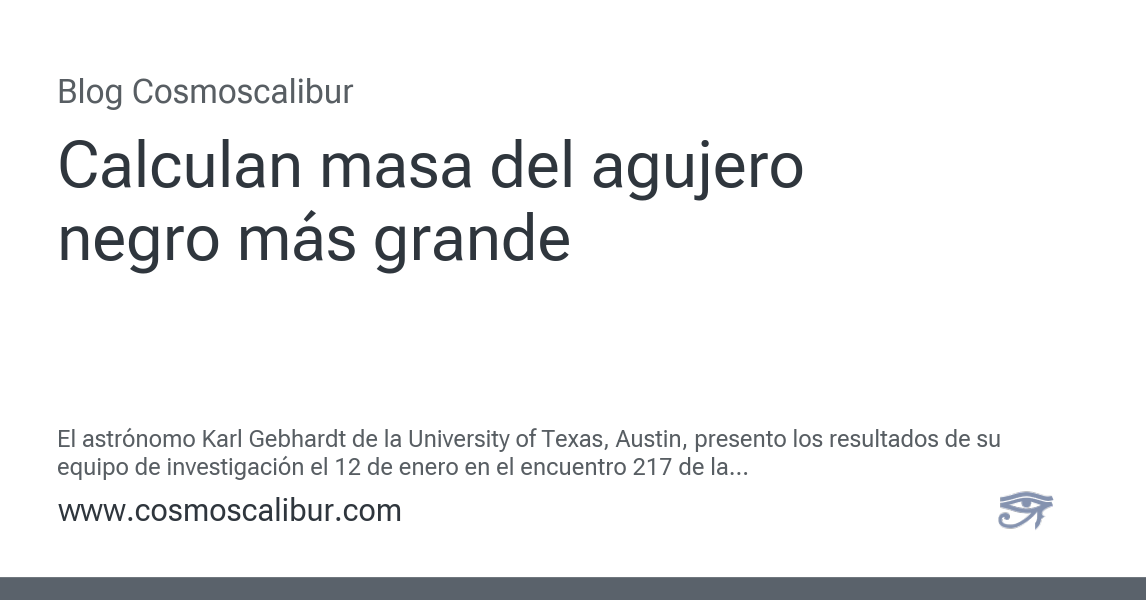 Blog Cosmoscalibur
Calculan masa del agujero
negro más grande
El astrónomo Karl Gebhardt de la University of Texas, Austin, presento los resultados de su
equipo de investigación el 12 de enero en el encuentro 217 de la...
www.cosmoscalibur.com